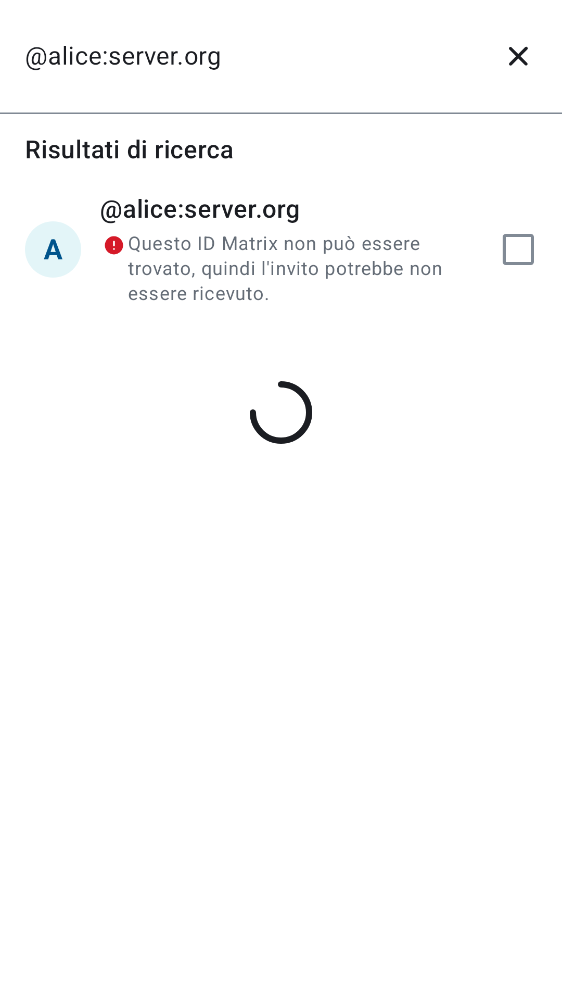 @alice:server.org
Risultati di ricerca
@alice:server.org
A
Questo ID Matrix non può essere
trovato, quindi l'invito potrebbe non
essere ricevuto.